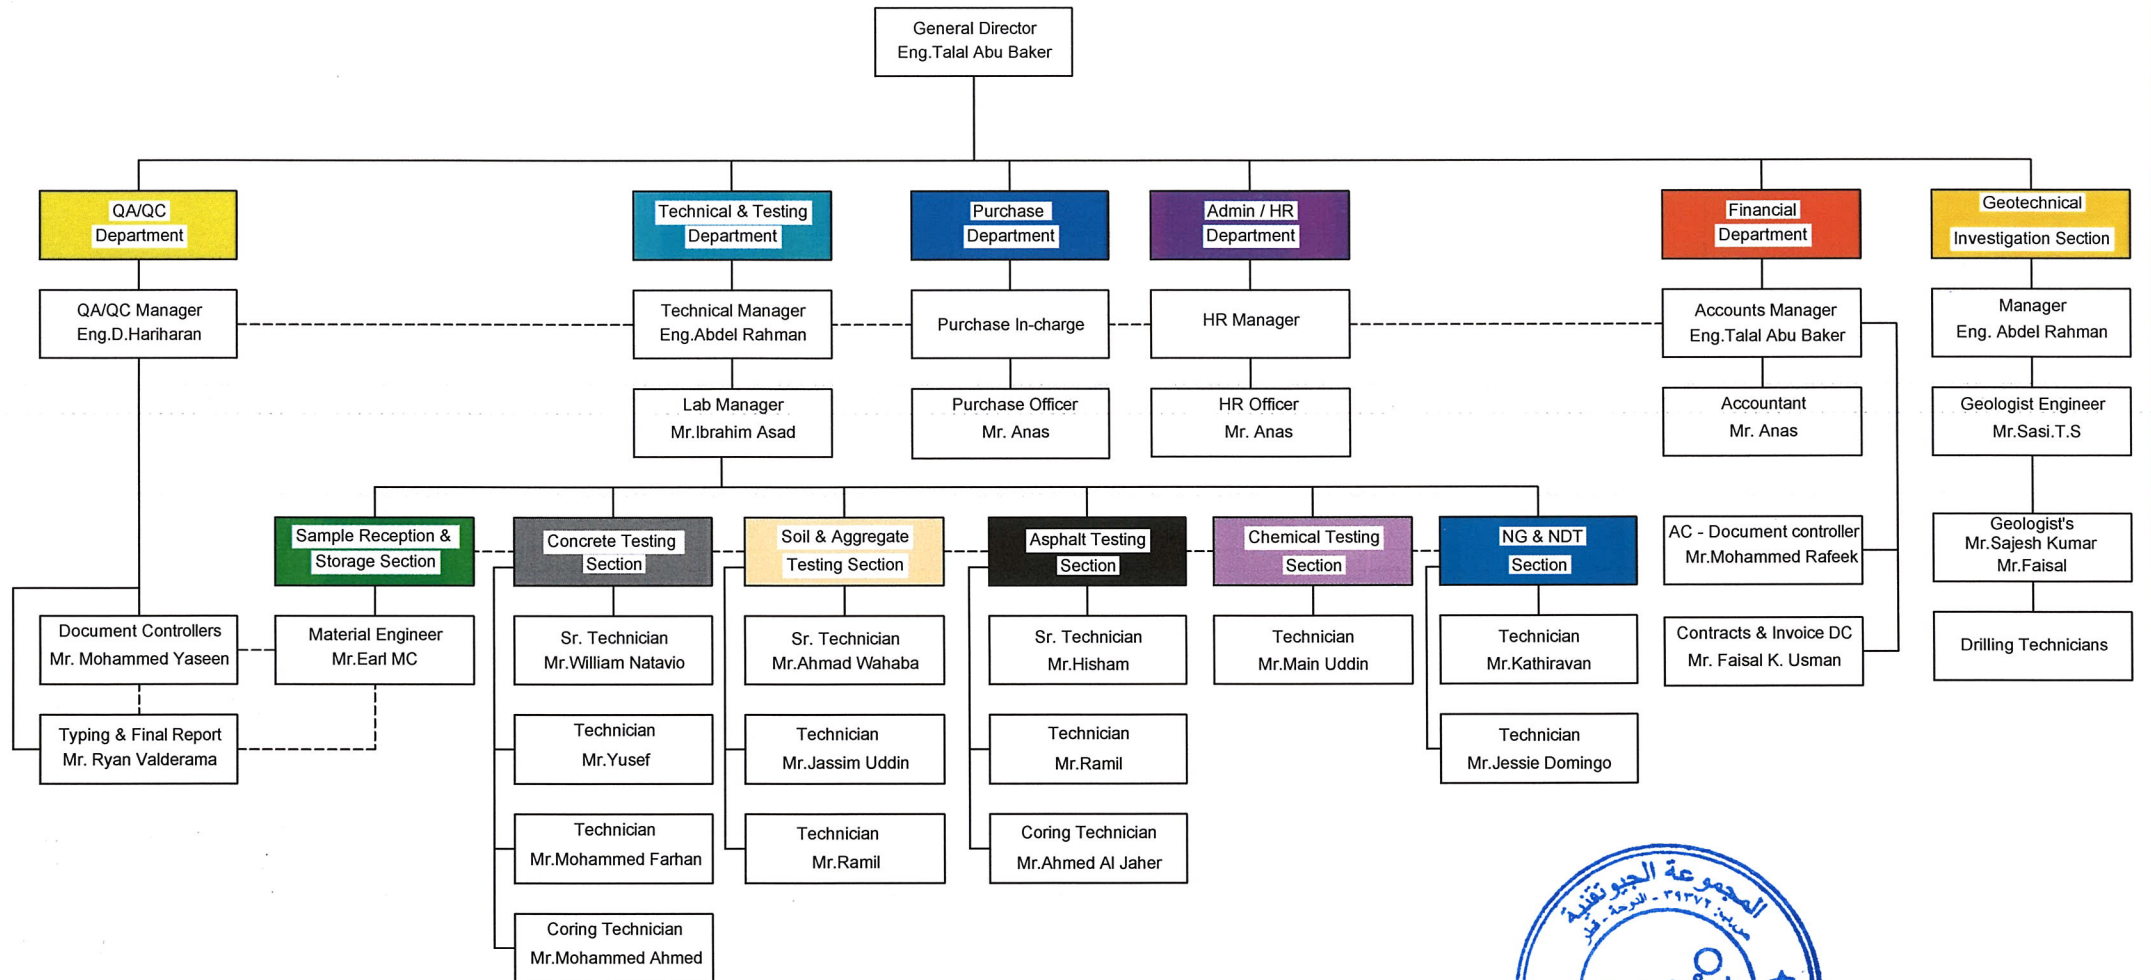 General Director
Eng.Talal Abu Baker
QA/QC
Department
Technical & Testing
Department
Purchase
Department
Admin / HR
Department
Financial
Department
Geotechnical
Investigation Section
QA/QC Manager
Eng.D.Hariharan
Technical Manager
Eng.Abdel Rahman
Purchase In-charge
HR Manager
Accounts Manager
Eng.Talal Abu Baker
Manager
Eng. Abdel Rahman
Lab Manager
Mr.Ibrahim Asad
Purchase Officer
Mr. Anas
HR Officer
Mr. Anas
Accountant
Mr. Anas
Geologist Engineer
Mr.Sasi.T.S
Sample Reception &
Storage Section
Concrete Testing
Section
Soil & Aggregate
Testing Section
Asphalt Testing
Section
Chemical Testing
Section
NG & NDT
Section
AC - Document controller
Mr.Mohammed Rafeek
Geologist's
Mr.Sajesh Kumar
Mr.Faisal
Document Controllers
Mr. Mohammed Yaseen
Material Engineer
Mr.Earl MC
Sr. Technician
Mr.William Natavio
Sr. Technician
Mr.Ahmad Wahaba
Sr. Technician
Mr.Hisham
Technician
Mr.Main Uddin
Technician
Mr.Kathiravan
Contracts & Invoice DC
Mr. Faisal K. Usman
Drilling Technicians
Typing & Final Report
Mr. Ryan Valderama
Technician
Mr.Yusef
Technician
Mr.Jassim Uddin
Technician
Mr.Ramil
Technician
Mr.Jessie Domingo
Technician
Mr.Mohammed Farhan
Technician
Mr.Ramil
Coring Technician
Mr.Ahmed Al Jaher
Coring Technician
Mr.Mohammed Ahmed
المجموعة الجيوتقنية
ص.ب: ٣٩٣٧٢ - الدوحة - قطر